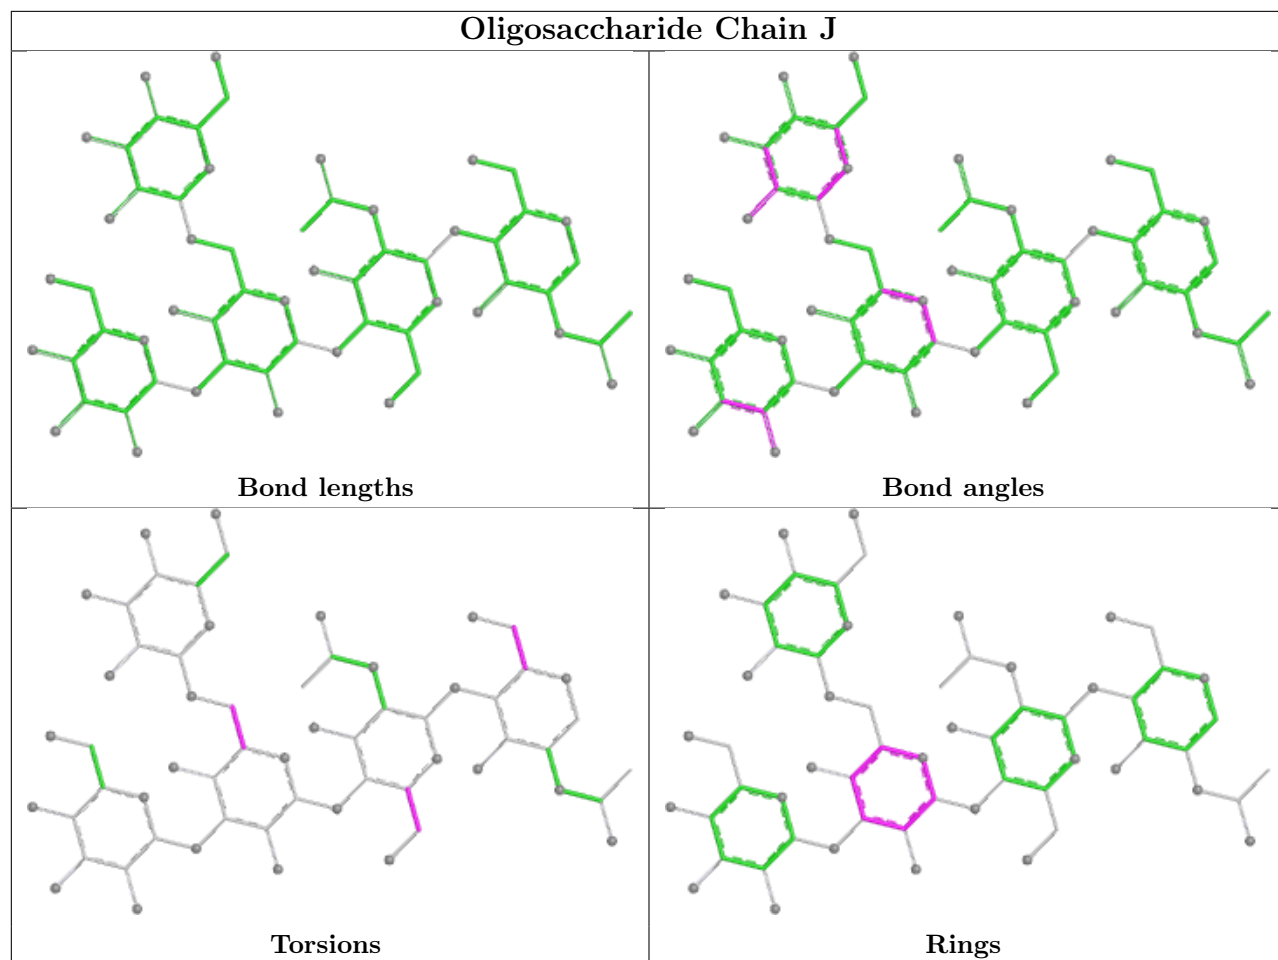 Oligosaccharide Chain J
Bond lengths
Bond angles
Torsions
Rings